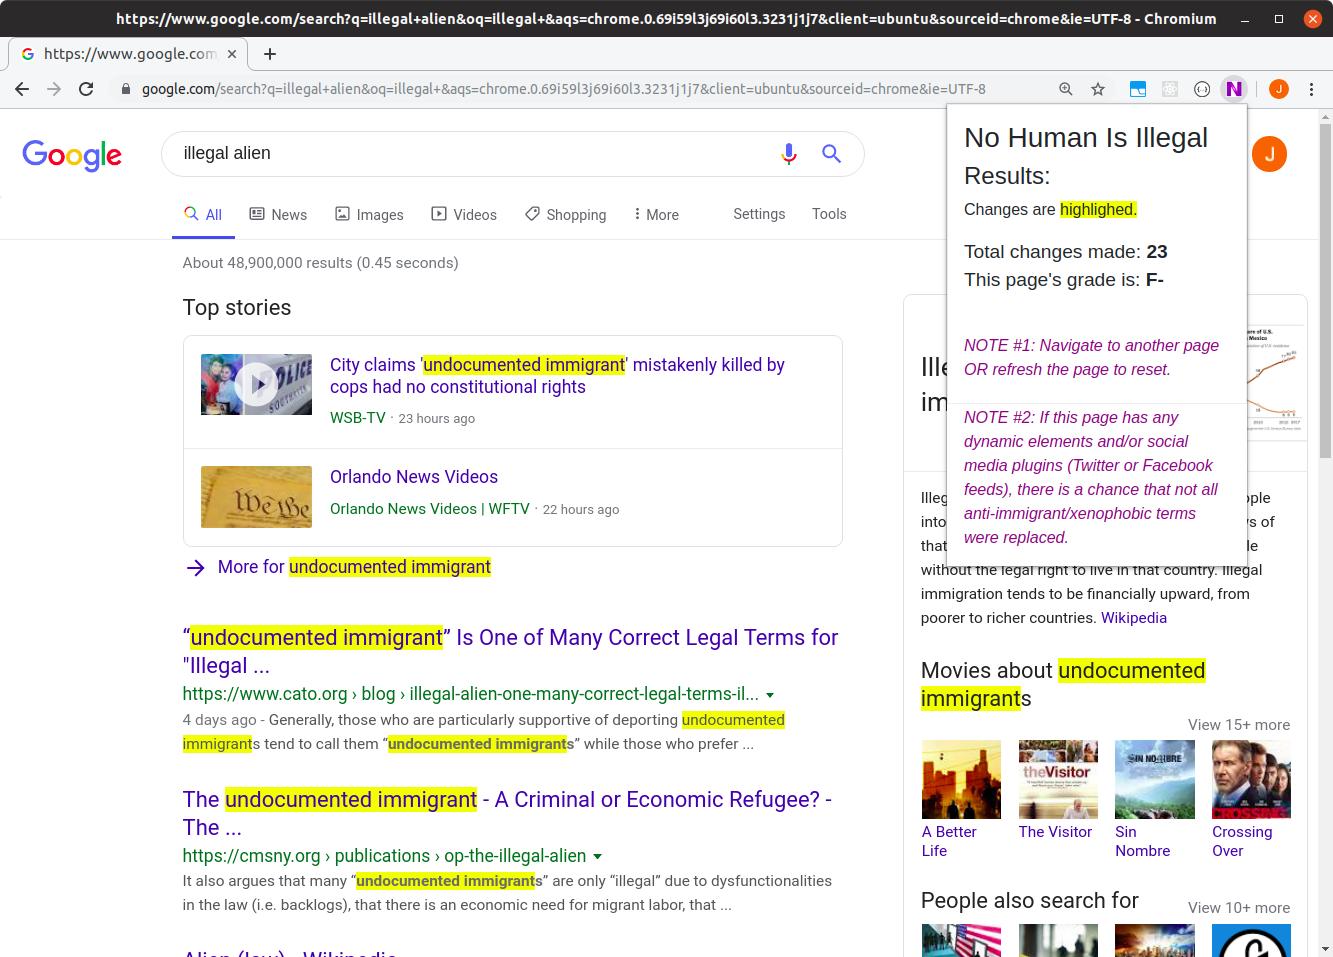 https://www.google.com/search?q=illegal+alien&oq=illegal+&aqs=chrome.0.69i59l3j69i60l3.3231j1j7&client=ubuntu&sourceid=chrome&ie=UTF-8 - Chromium
https://www.google.com
google.com/search?q=illegal+alien&oq=illegal+&aqs=chrome.0.69i59l3j69i60l3.3231j1j7&client=ubuntu&sourceid=chrome&ie=UTF-8
N
J
Google
illegal alien
J
All News Images Videos Shopping More Settings Tools
About 48,900,000 results (0.45 seconds)
No Human Is Illegal
Results:
Changes are highlighed.
Total changes made: 23
This page's grade is: F-
NOTE #1: Navigate to another page
OR refresh the page to reset.
NOTE #2: If this page has any
dynamic elements and/or social
media plugins (Twitter or Facebook
feeds), there is a chance that not all
anti-immigrant/xenophobic terms
were replaced.
Top stories
City claims 'undocumented immigrant' mistakenly killed by
cops had no constitutional rights
WSB-TV · 23 hours ago
POLICE
Orlando News Videos
Orlando News Videos | WFTV · 22 hours ago
We the
More for undocumented immigrant
“undocumented immigrant” Is One of Many Correct Legal Terms for
"Illegal ...
https://www.cato.org › blog › illegal-alien-one-many-correct-legal-terms-il...
4 days ago - Generally, those who are particularly supportive of deporting undocumented
immigrants tend to call them “undocumented immigrants” while those who prefer ...
The undocumented immigrant - A Criminal or Economic Refugee? -
The ...
https://cmsny.org › publications › op-the-illegal-alien
It also argues that many “undocumented immigrants” are only “illegal” due to dysfunctionalities
in the law (i.e. backlogs), that there is an economic need for migrant labor, that ...
Alien (law) - Wikipedia
Ille
im
are of U.S.
Mexico
Illeg ople
into vs of
that le
without the legal right to live in that country. Illegal
immigration tends to be financially upward, from
poorer to richer countries. Wikipedia
Movies about undocumented
immigrants
View 15+ more
theVisitor
SIN NOMBRE
CROSSING
A Better
Life
The Visitor
Sin
Nombre
Crossing
Over
People also search for
View 10+ more